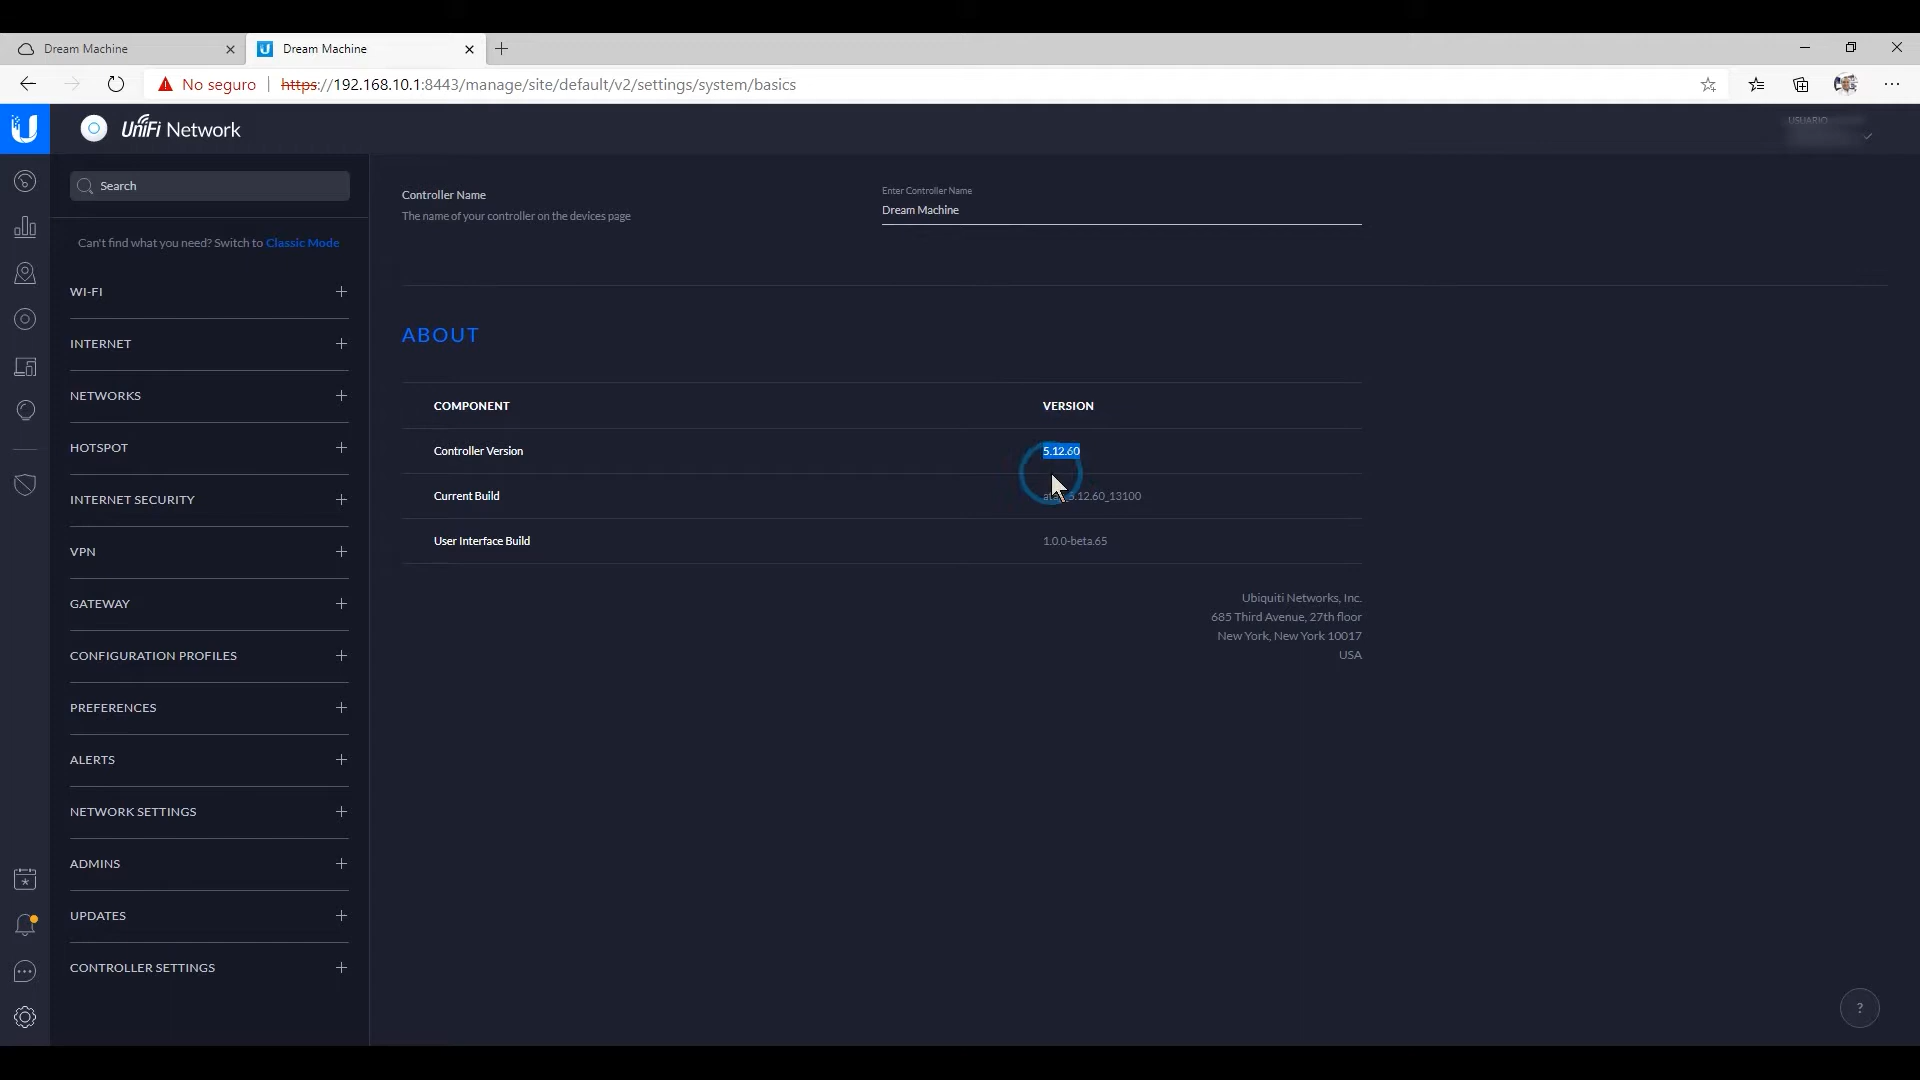 Dream Machine
Dream Machine
No seguro
https://192.168.10.1:8443/manage/site/default/v2/settings/system/basics
UniFi Network
USUARIO
Search
Can't find what you need? Switch to Classic Mode
WI-FI
INTERNET
NETWORKS
HOTSPOT
INTERNET SECURITY
VPN
GATEWAY
CONFIGURATION PROFILES
PREFERENCES
ALERTS
NETWORK SETTINGS
ADMINS
UPDATES
CONTROLLER SETTINGS
Controller Name
The name of your controller on the devices page
Enter Controller Name
Dream Machine
ABOUT
COMPONENT VERSION
Controller Version 5.12.60
Current Build 5.12.60_13100
User Interface Build 1.0.0-beta.65
Ubiquiti Networks, Inc.
685 Third Avenue, 27th floor
New York, New York 10017
USA
?